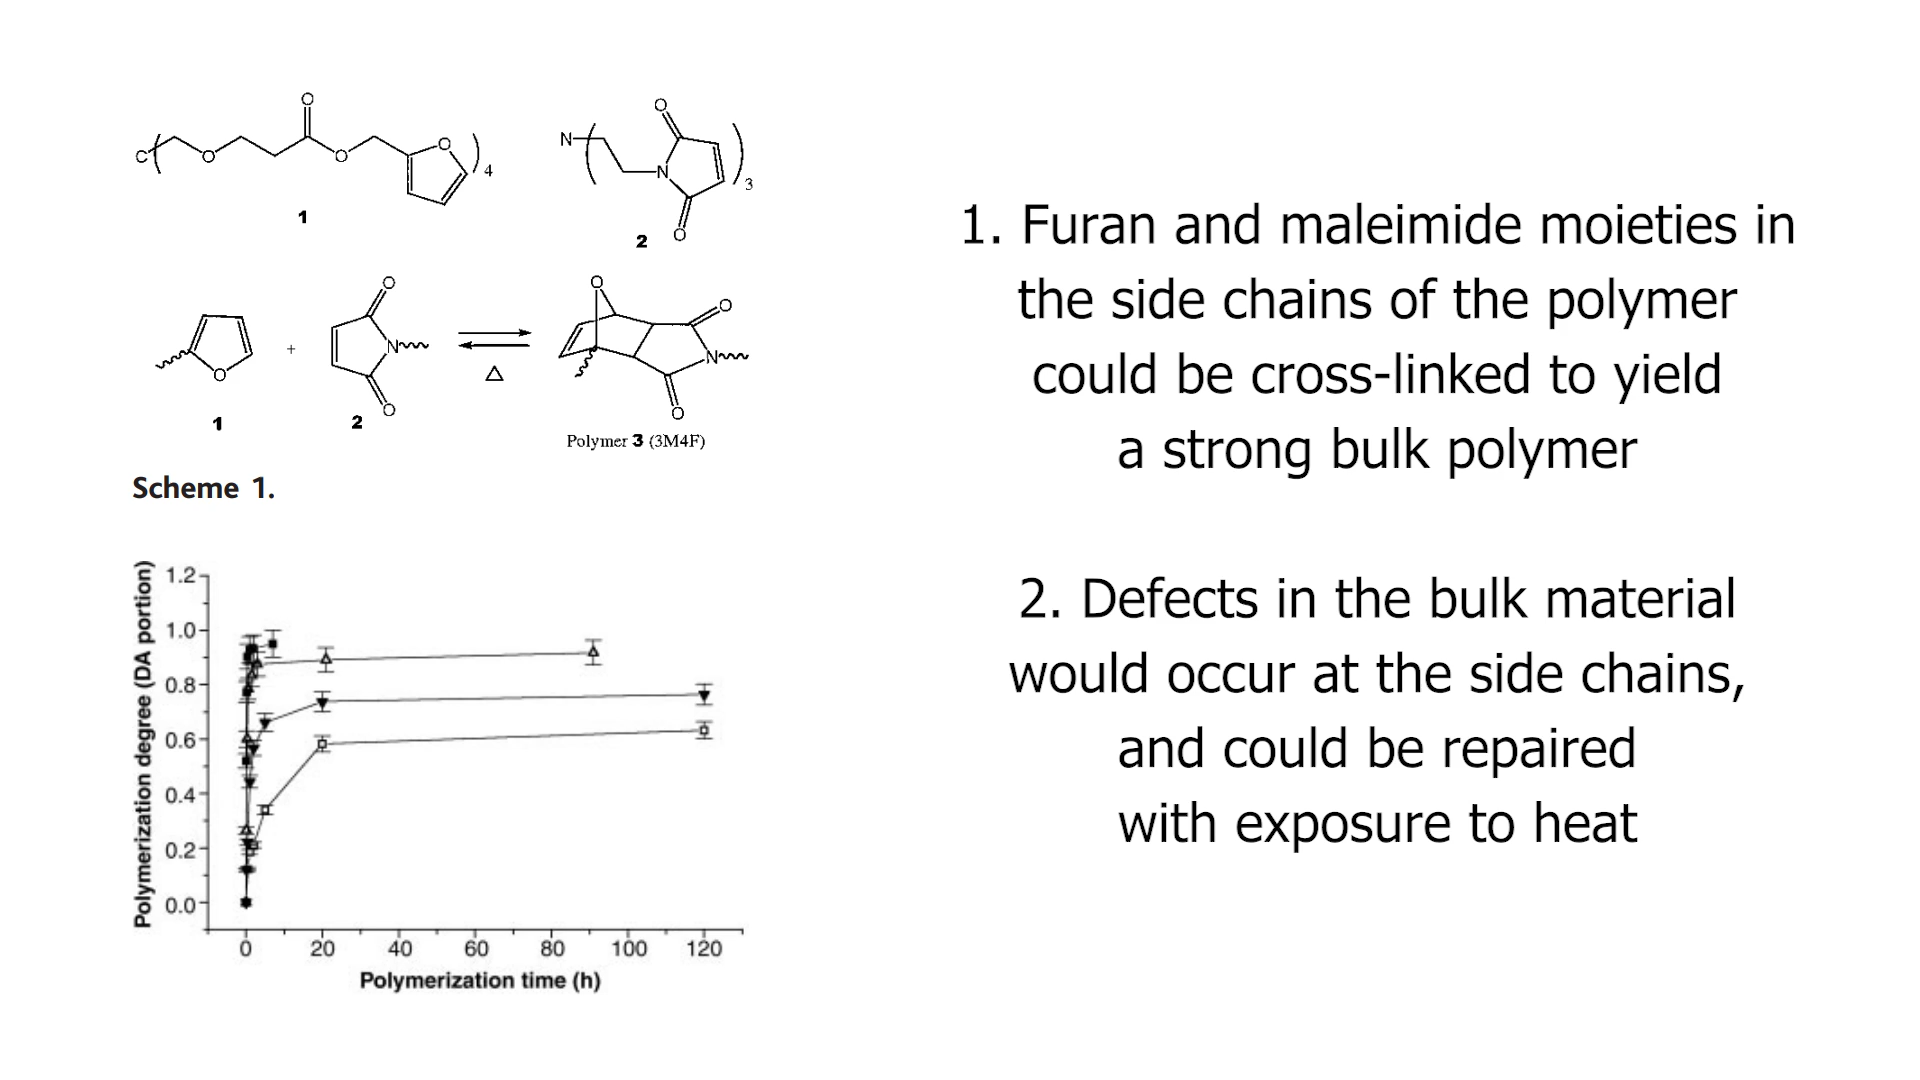 O
C
O
O
O
4
1
N
O
N
O
3
2
O
1
+
O
N
O
2
△
O
O
N
O
Polymer 3 (3M4F)
Scheme 1.
Polymerization degree (DA portion)
1.2
1.0
0.8
0.6
0.4
0.2
0.0
0 20 40 60 80 100 120
Polymerization time (h)
1. Furan and maleimide moieties in
the side chains of the polymer
could be cross-linked to yield
a strong bulk polymer
2. Defects in the bulk material
would occur at the side chains,
and could be repaired
with exposure to heat